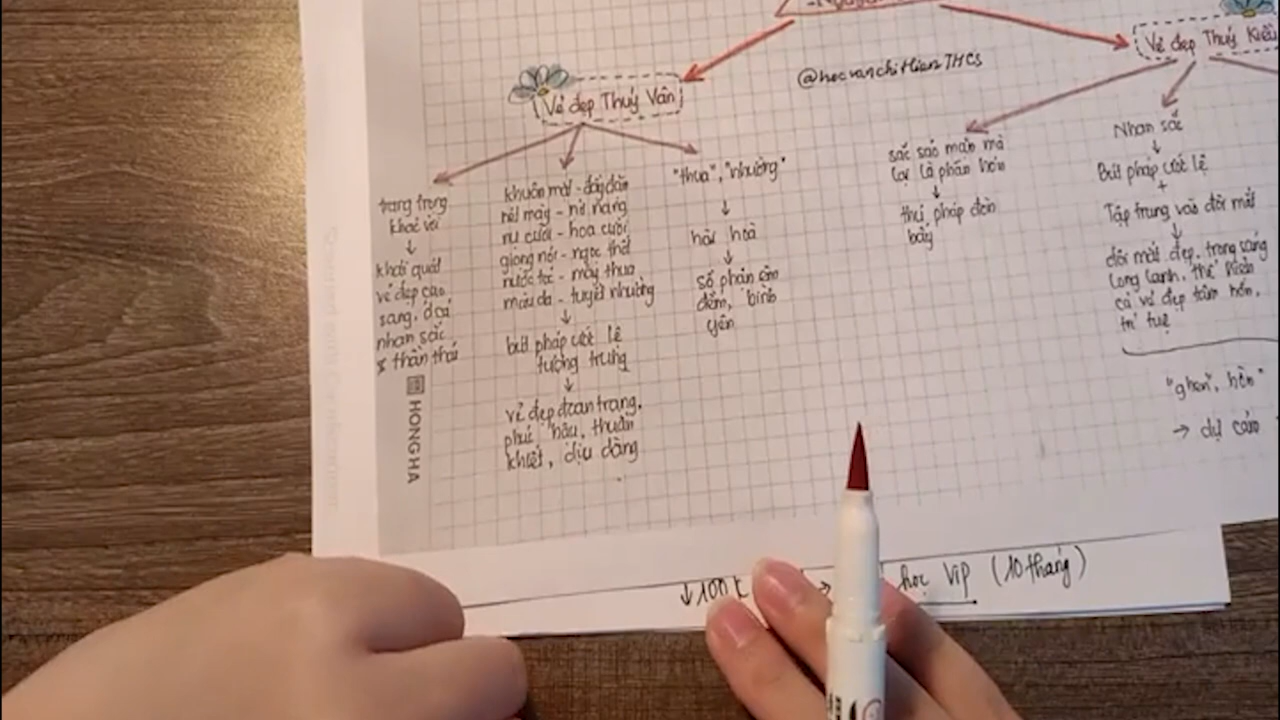 Vẻ đẹp Thuý Vân
@hocvanchiHienTHCS
Vẻ đẹp Thuý Kiều
trang trọng
khác vời
↓
khái quát
vẻ đẹp cao
sang, ở cả
nhan sắc
& thần thái
khuôn mặt - đầy đặn
nét mày - nở nang
nụ cười - hoa cười
giọng nói - ngọc thốt
nước tóc - mây thua
màu da - tuyết nhường
↓
bút pháp ước lệ
tượng trưng
↓
vẻ đẹp đoan trang,
phúc hậu, thuần
khiết, dịu dàng
"thua", "nhường"
↓
hài hoà
↓
số phận êm
đềm, bình
yên
sắc sảo mặn mà
lại là phần hơn
↓
thủ pháp đòn
bẩy
Nhan sắc
↓
Bút pháp ước lệ
+
Tập trung vào đôi mắt
↓
đôi mắt đẹp, trong sáng
long lanh, thể hiện
cả vẻ đẹp tâm hồn,
trí tuệ
"ghen", hờn"
→ dự cảm
HONG HA
↓100k → học VIP (10 tháng)